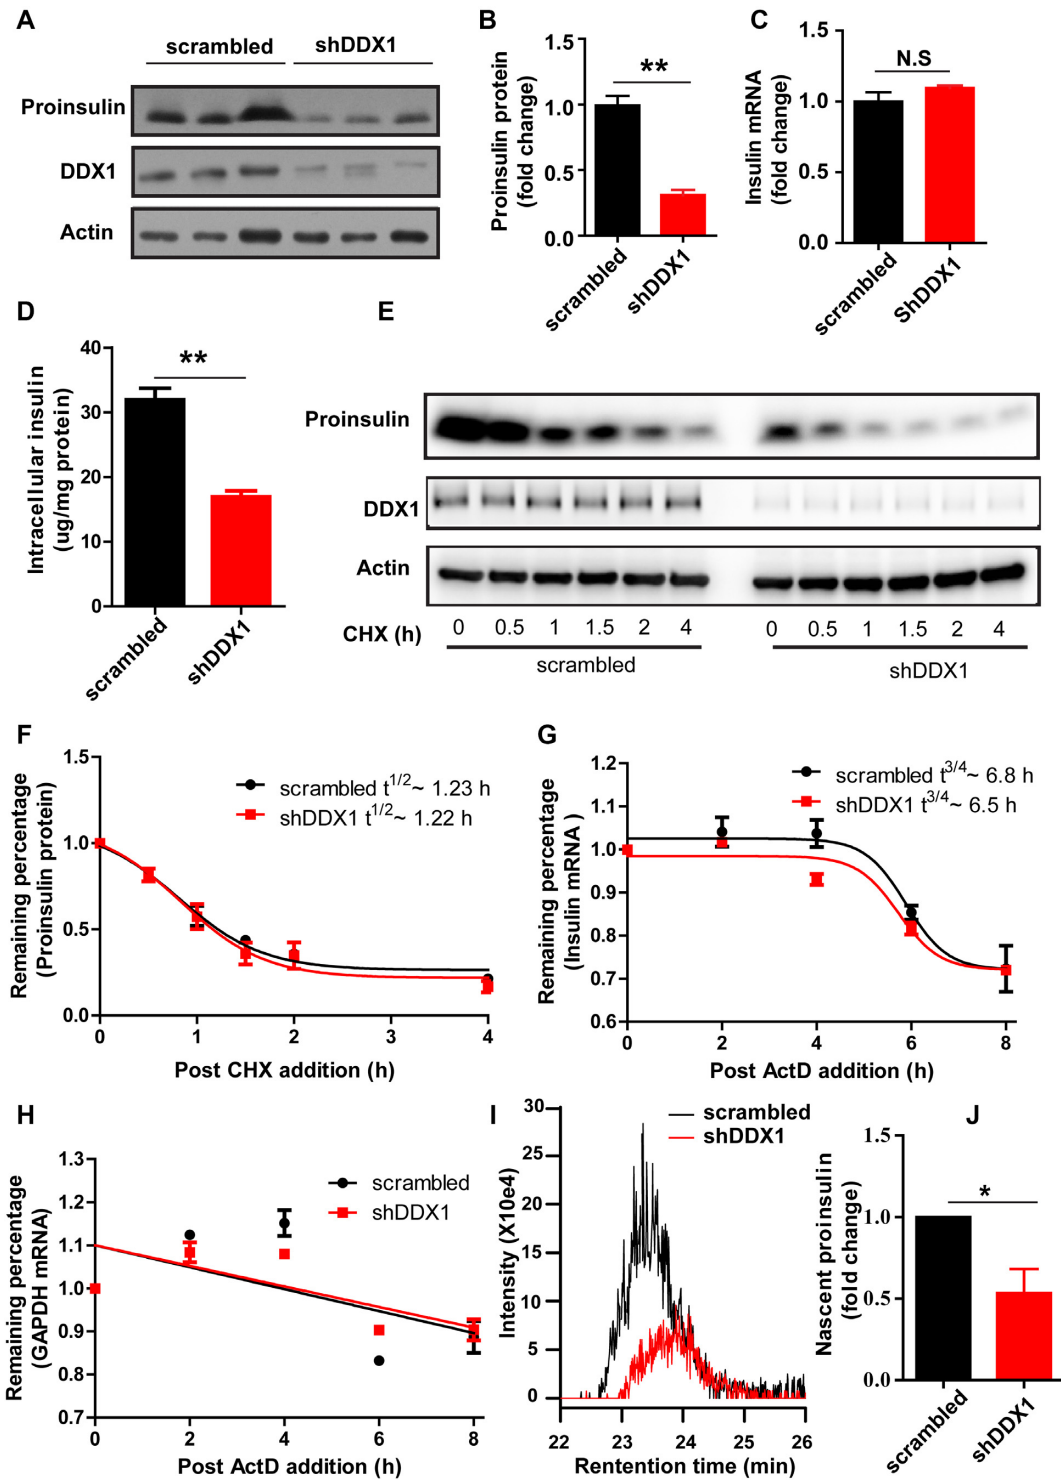 A
scrambled shDDX1
Proinsulin
DDX1
Actin
B
Proinsulin protein
(fold change)
1.5
1.0
0.5
0.0
**
scrambled
shDDX1
C
Insulin mRNA
(fold change)
1.5
1.0
0.5
0.0
N.S
scrambled
ShDDX1
D
Intracellular insulin
(ug/mg protein)
40
30
20
10
0
**
scrambled
shDDX1
E
Proinsulin
DDX1
Actin
CHX (h) 0 0.5 1 1.5 2 4 0 0.5 1 1.5 2 4
scrambled shDDX1
F
Remaining percentage
(Proinsulin protein)
1.5
1.0
0.5
0.0
scrambled t1/2~ 1.23 h
shDDX1 t1/2~ 1.22 h
0 1 2 3 4
Post CHX addition (h)
G
Remaining percentage
(Insulin mRNA )
1.2
1.1
1.0
0.9
0.8
0.7
0.6
scrambled t3/4~ 6.8 h
shDDX1 t3/4~ 6.5 h
0 2 4 6 8
Post ActD addition (h)
H
Remaining percentage
(GAPDH mRNA)
1.3
1.2
1.1
1.0
0.9
0.8
0.7
scrambled
shDDX1
0 2 4 6 8
Post ActD addition (h)
I
Intensity (X10e4)
30
25
20
15
10
5
0
scrambled
shDDX1
22 23 24 25 26
Rentention time (min)
J
Nascent proinsulin
(fold change)
1.5
1.0
0.5
0.0
*
scrambled
shDDX1